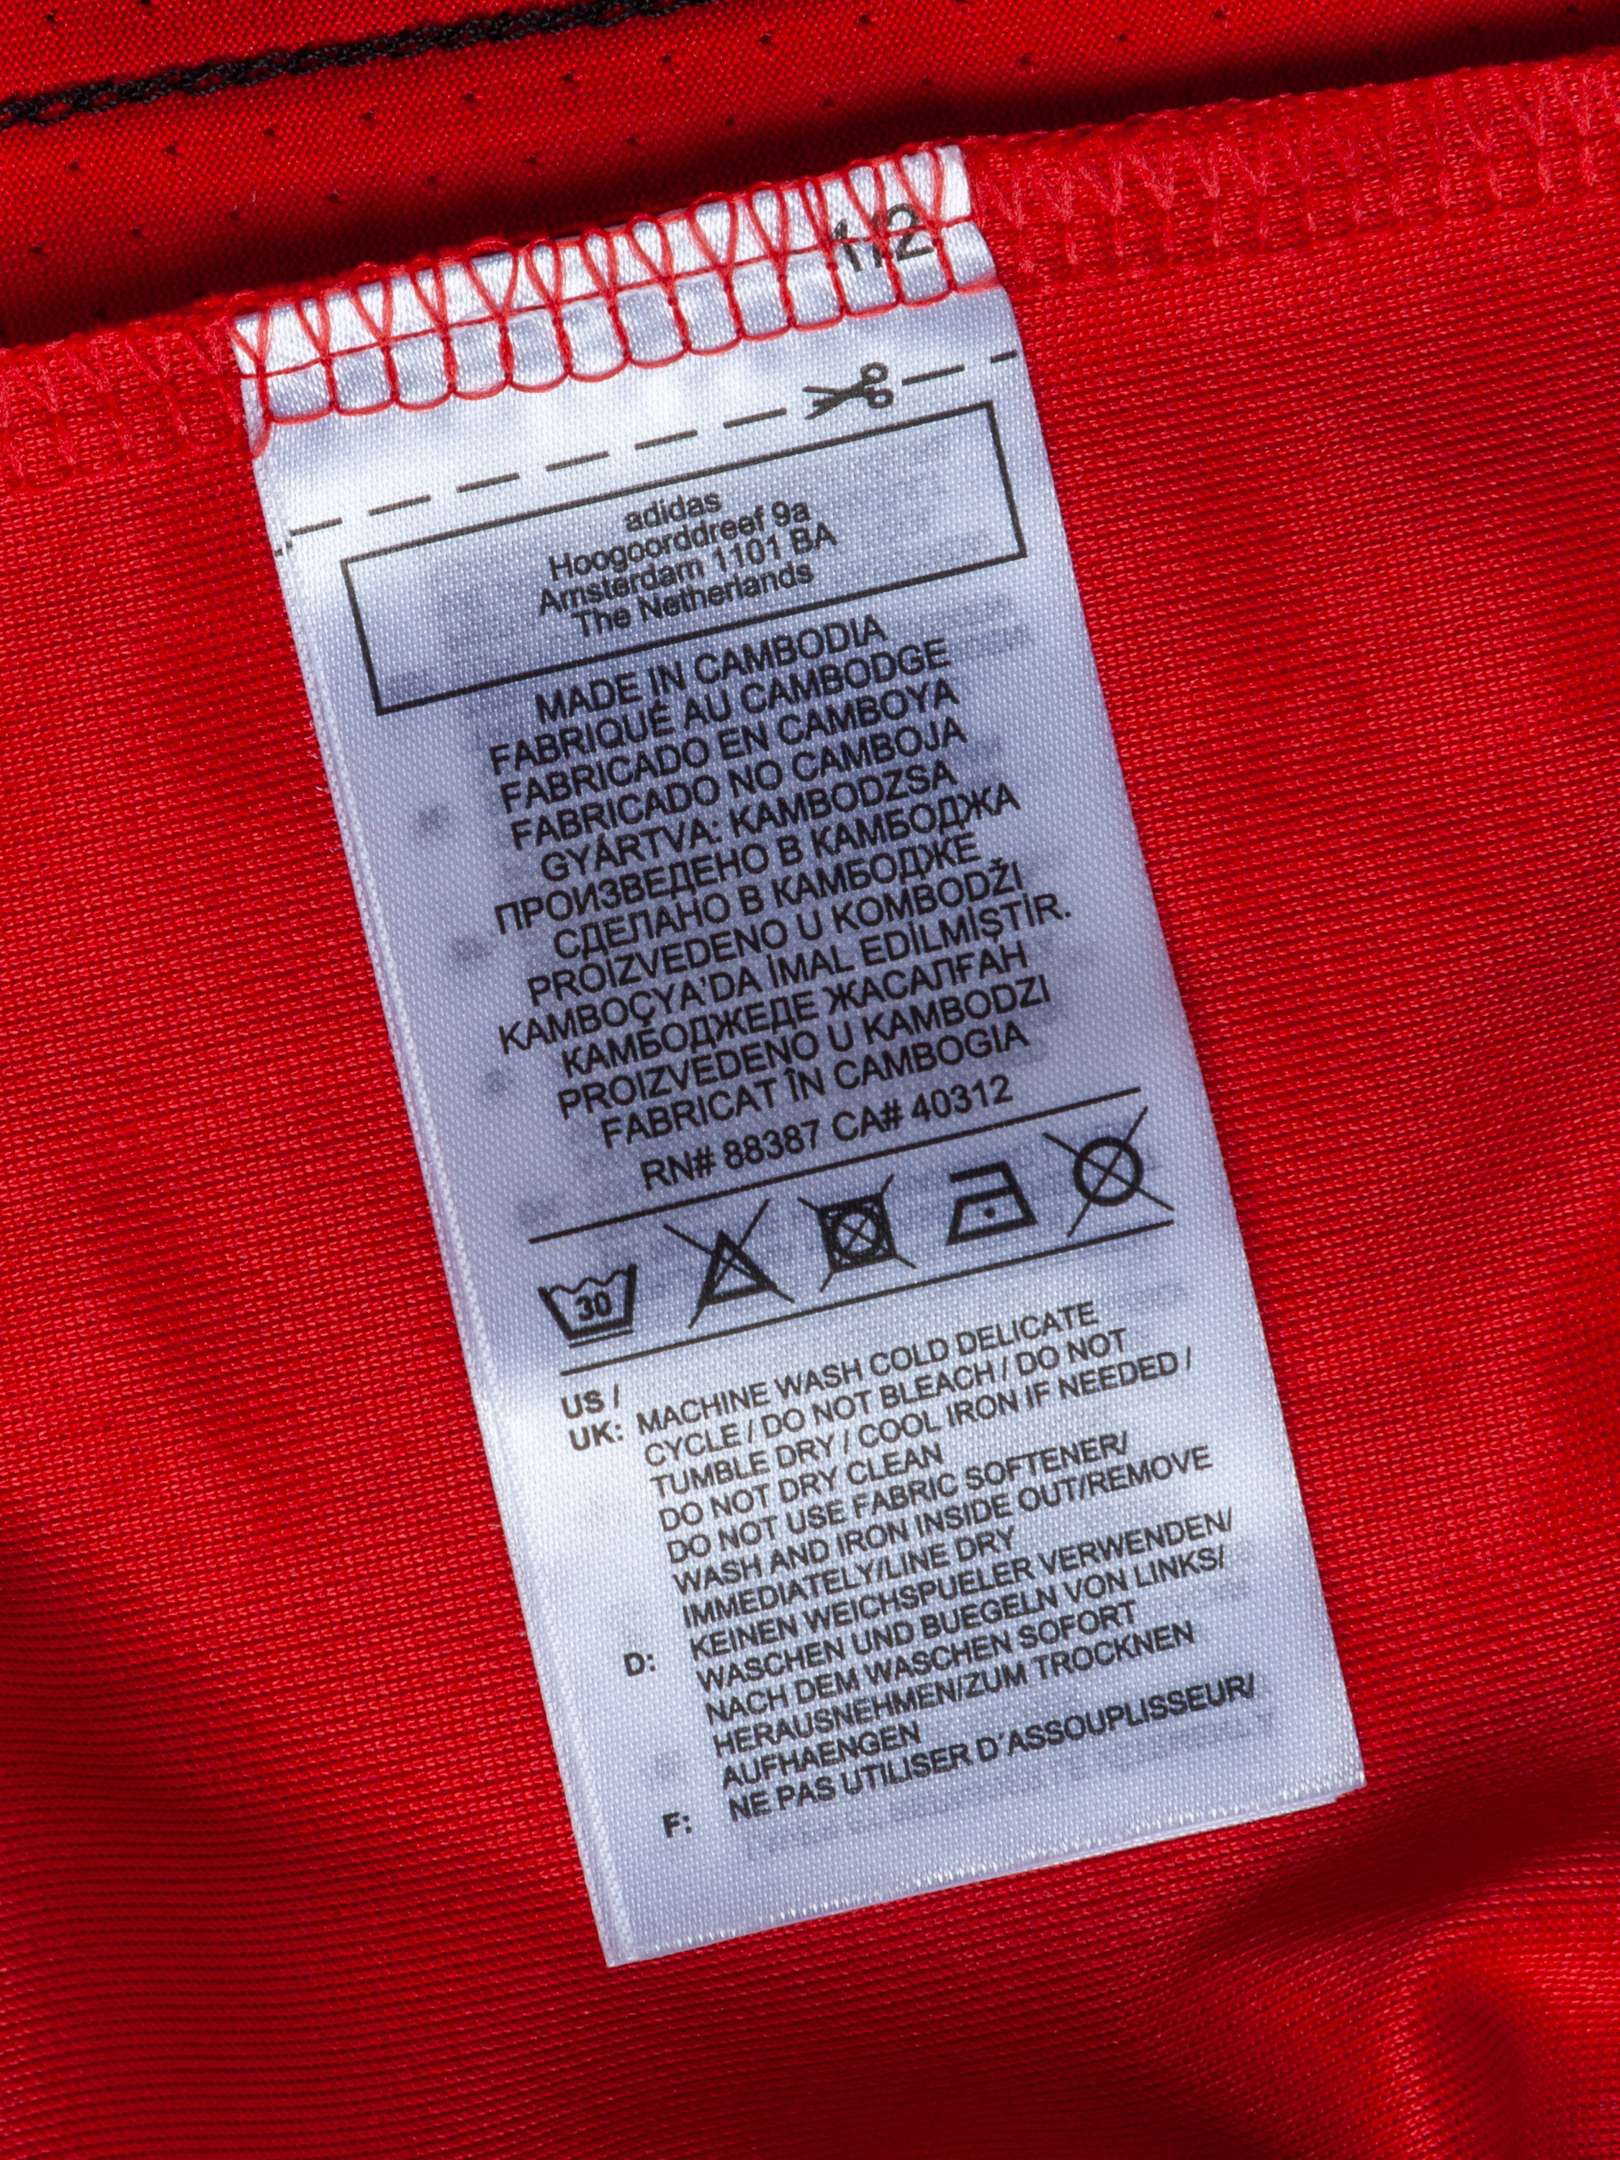 1/2
adidas
Hoogoorddreef 9a
Amsterdam 1101 BA
The Netherlands
MADE IN CAMBODIA
FABRIQUÉ AU CAMBODGE
FABRICADO EN CAMBOYA
FABRICADO NO CAMBOJA
GYÁRTVA: KAMBODZSA
ПРОИЗВЕДЕНО В КАМБОДЖА
СДЕЛАНО В КАМБОДЖЕ
PROIZVEDENO U KOMBODŽI
KAMBOÇYA'DA İMAL EDİLMİŞTİR.
КАМБОДЖЕДЕ ЖАСАЛҒАН
PROIZVEDENO U KAMBODZI
FABRICAT ÎN CAMBOGIA
RN# 88387 CA# 40312
30
US / UK: MACHINE WASH COLD DELICATE
CYCLE / DO NOT BLEACH / DO NOT
TUMBLE DRY / COOL IRON IF NEEDED /
DO NOT DRY CLEAN
DO NOT USE FABRIC SOFTENER/
WASH AND IRON INSIDE OUT/REMOVE
IMMEDIATELY/LINE DRY
D: KEINEN WEICHSPUELER VERWENDEN/
WASCHEN UND BUEGELN VON LINKS/
NACH DEM WASCHEN SOFORT
HERAUSNEHMEN/ZUM TROCKNEN
AUFHAENGEN
F: NE PAS UTILISER D´ASSOUPLISSEUR/